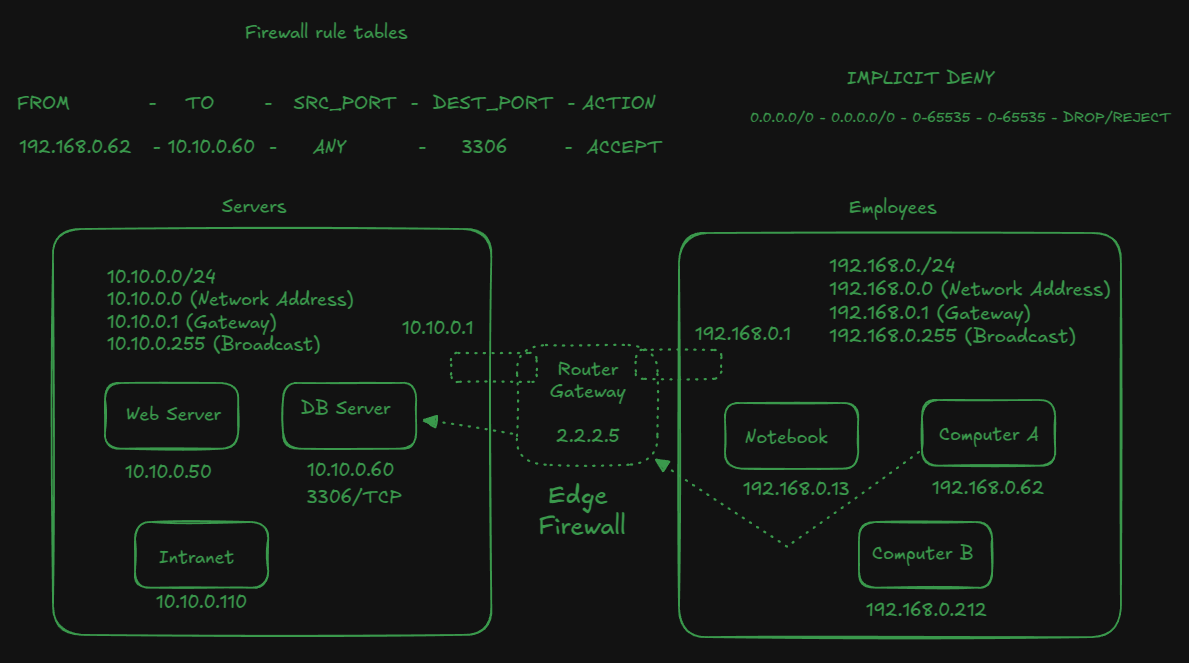 Firewall rule tables
IMPLICIT DENY
FROM - TO - SRC_PORT - DEST_PORT - ACTION
0.0.0.0/0 - 0.0.0.0/0 - 0-65535 - 0-65535 - DROP/REJECT
192.168.0.62 - 10.10.0.60 - ANY - 3306 - ACCEPT
Servers
10.10.0.0/24
10.10.0.0 (Network Address)
10.10.0.1 (Gateway)
10.10.0.255 (Broadcast)
10.10.0.1
Web Server
10.10.0.50
DB Server
10.10.0.60
3306/TCP
Intranet
10.10.0.110
Router
Gateway
2.2.2.5
Edge
Firewall
Employees
192.168.0./24
192.168.0.0 (Network Address)
192.168.0.1 (Gateway)
192.168.0.255 (Broadcast)
192.168.0.1
Notebook
192.168.0.13
Computer A
192.168.0.62
Computer B
192.168.0.212